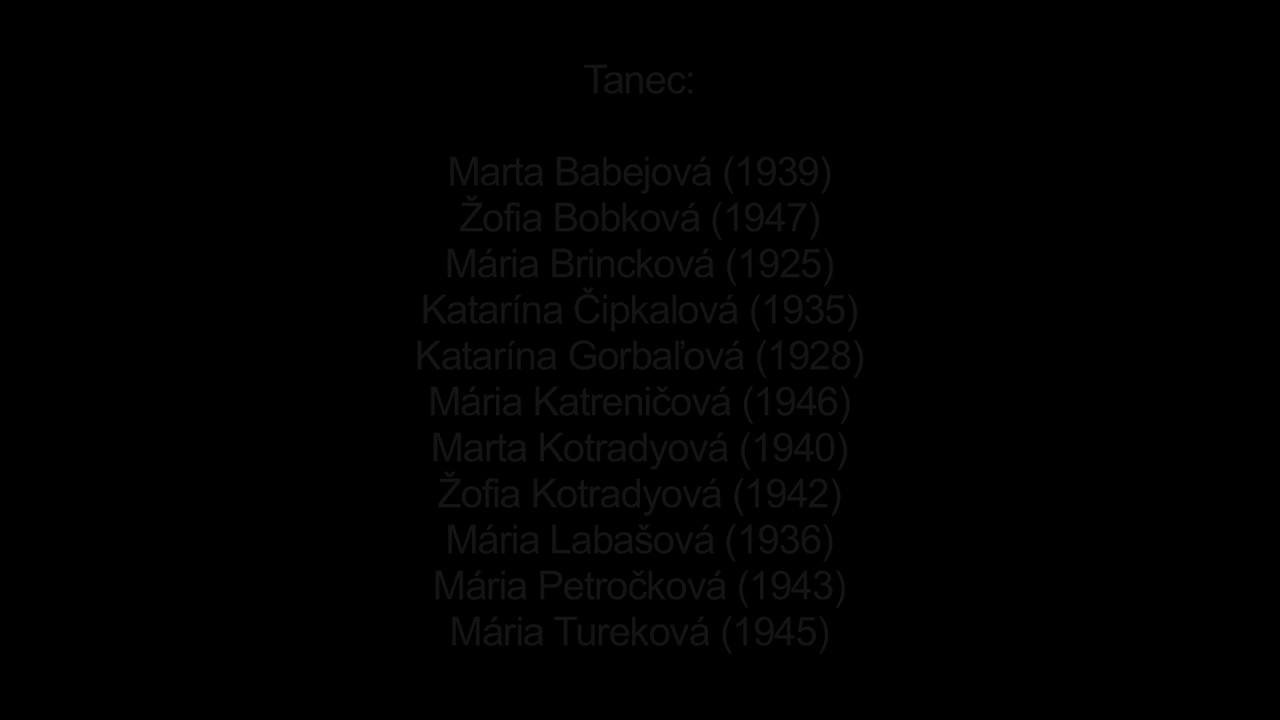 Tanec:
Marta Babejová (1939)
Žofia Bobková (1947)
Mária Brincková (1925)
Katarína Čipkalová (1935)
Katarína Gorbaľová (1928)
Mária Katreničová (1946)
Marta Kotradyová (1940)
Žofia Kotradyová (1942)
Mária Labašová (1936)
Mária Petročková (1943)
Mária Tureková (1945)